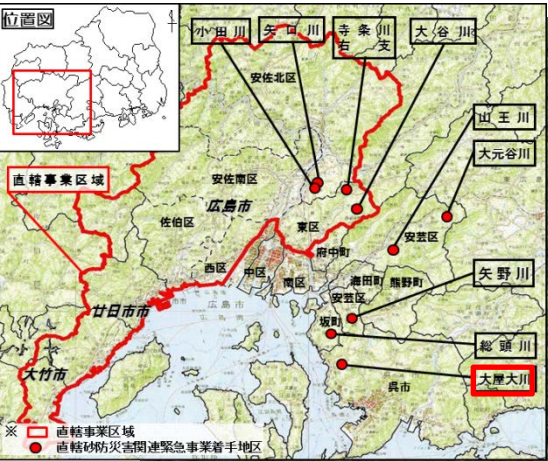 位置図
小田川
矢口川
寺条川
右支
大谷川
山王川
大元谷川
矢野川
総頭川
大屋大川
直轄事業区域
安佐北区
安佐南区
広島市
佐伯区
東区
西区
中区
南区
府中町
安芸区
海田町
熊野町
安芸区
坂町
呉市
廿日市市
大竹市
広島市
※ 直轄事業区域
直轄砂防災害関連緊急事業着手地区